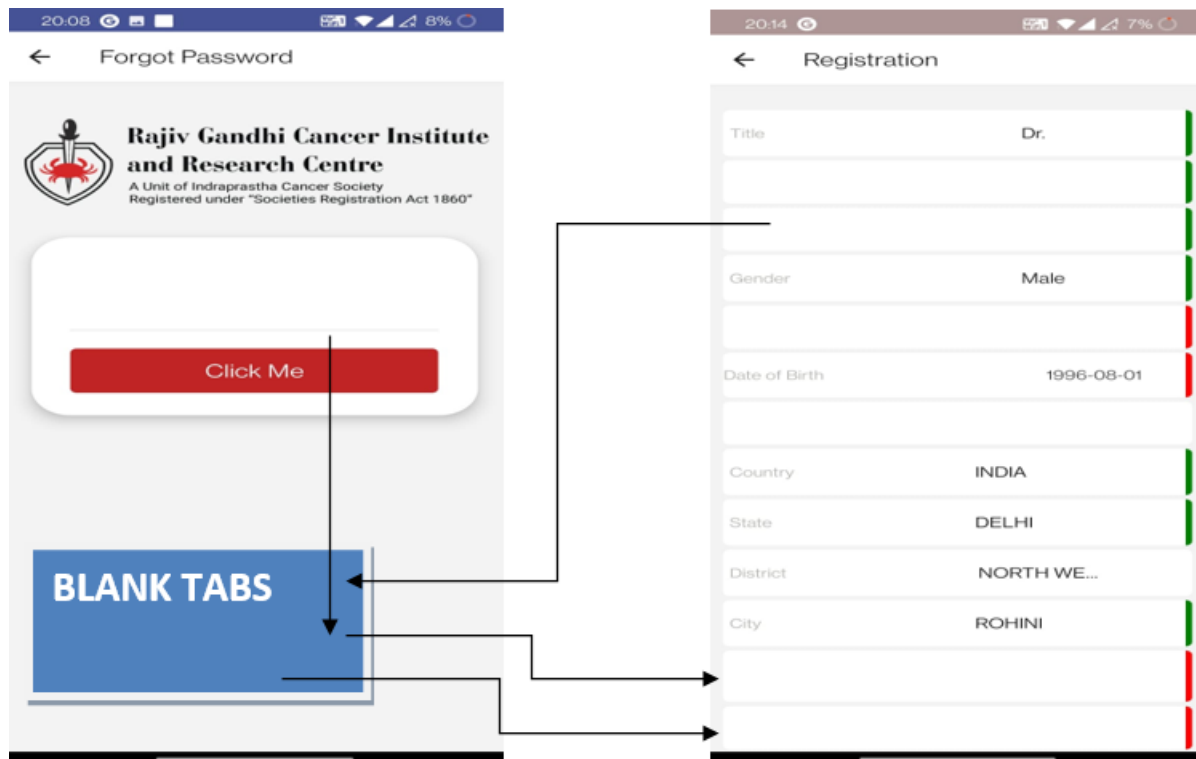 20:08 8%
Forgot Password
Rajiv Gandhi Cancer Institute
and Research Centre
A Unit of Indraprastha Cancer Society
Registered under "Societies Registration Act 1860"
Click Me
BLANK TABS
20:14 7%
Registration
Title Dr.
Gender Male
Date of Birth 1996-08-01
Country INDIA
State DELHI
District NORTH WE...
City ROHINI